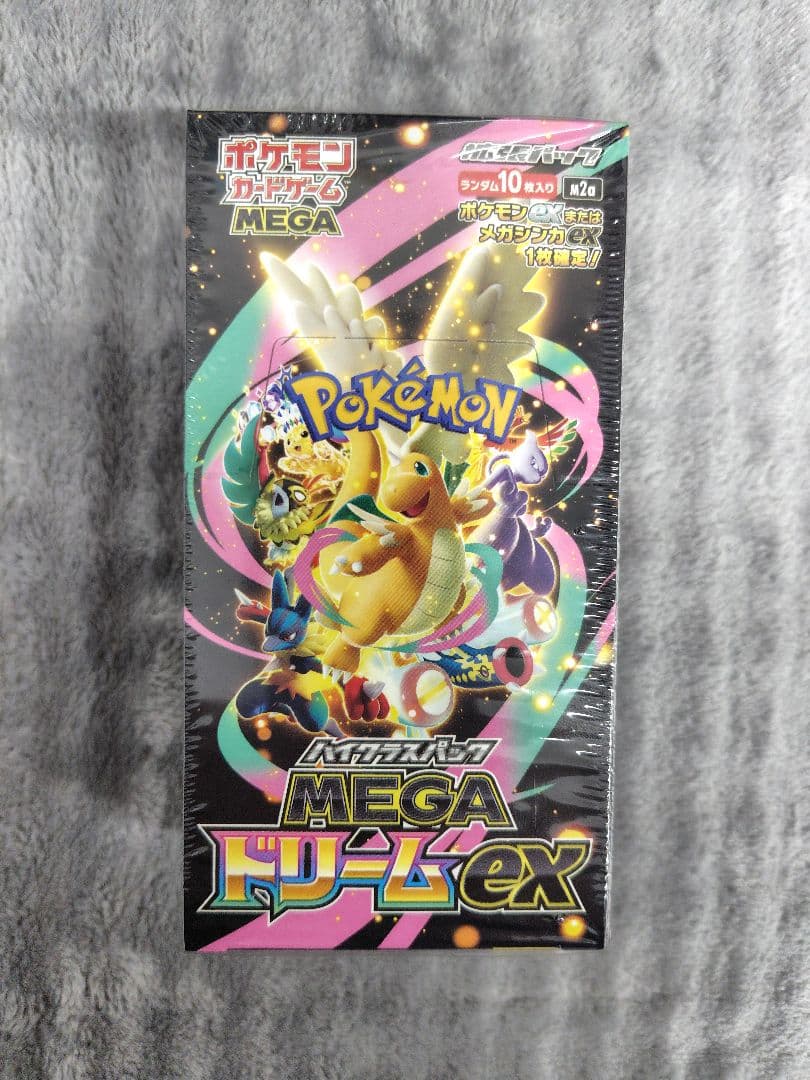 ポケモン
カードゲーム
MEGA
拡張パック
ランダム10枚入り
M2a
ポケモンexまたは
メガシンカex
1枚確定!
POKéMON
TM
ハイクラスパック
MEGA
ドリームex